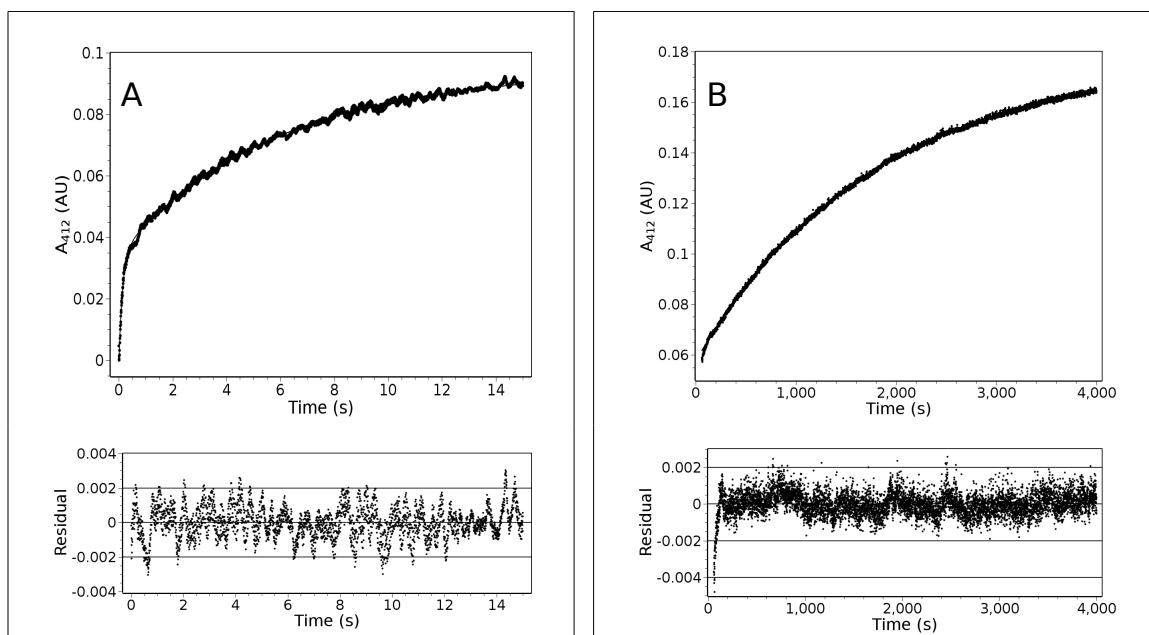 A
0.1
0.08
0.06
0.04
0.02
0
A₄₁₂ (AU)
0 2 4 6 8 10 12 14
Time (s)
0.004
0.002
0
-0.002
-0.004
Residual
0 2 4 6 8 10 12 14
Time (s)
B
0.18
0.16
0.14
0.12
0.1
0.08
0.06
A₄₁₂ (AU)
0 1,000 2,000 3,000 4,000
Time (s)
0.002
0
-0.002
-0.004
Residual
0 1,000 2,000 3,000 4,000
Time (s)